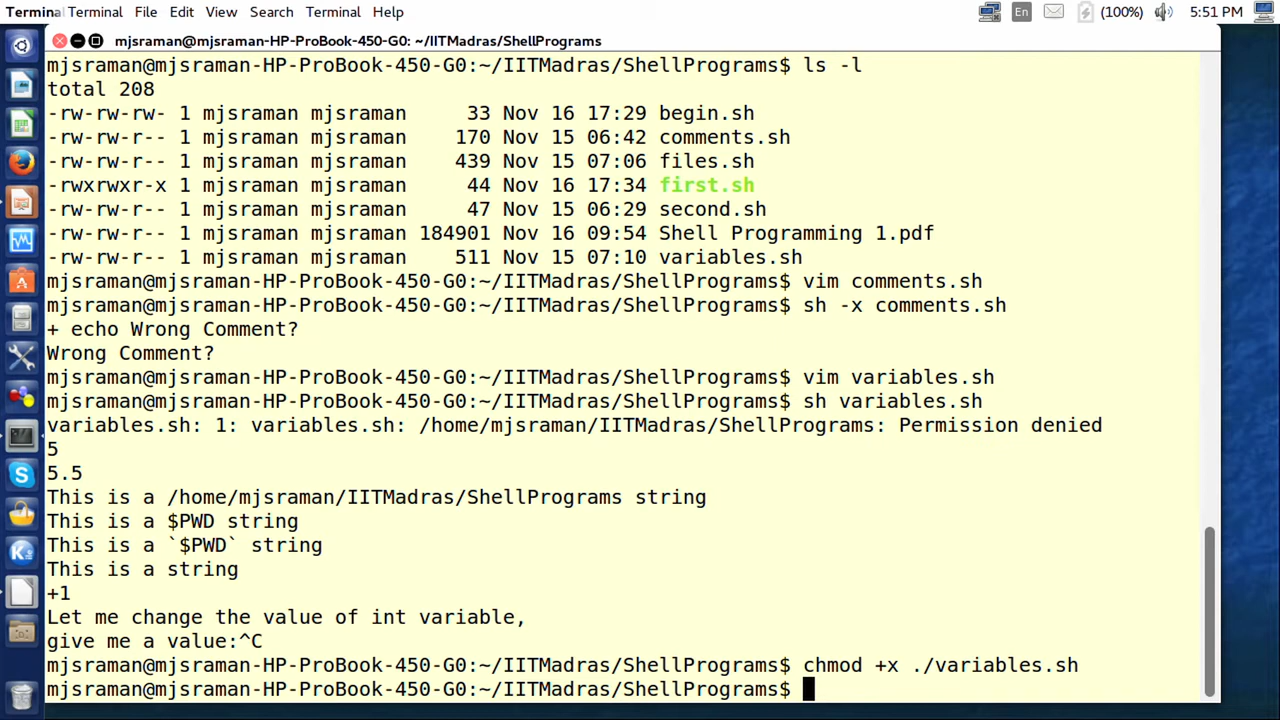 Terminal Terminal File Edit View Search Terminal Help En (100%) 5:51 PM
mjsraman@mjsraman-HP-ProBook-450-G0: ~/IITMadras/ShellPrograms
mjsraman@mjsraman-HP-ProBook-450-G0:~/IITMadras/ShellPrograms$ ls -l
total 208
-rw-rw-rw- 1 mjsraman mjsraman     33 Nov 16 17:29 begin.sh
-rw-rw-r-- 1 mjsraman mjsraman    170 Nov 15 06:42 comments.sh
-rw-rw-r-- 1 mjsraman mjsraman    439 Nov 15 07:06 files.sh
-rwxrwxr-x 1 mjsraman mjsraman     44 Nov 16 17:34 first.sh
-rw-rw-r-- 1 mjsraman mjsraman     47 Nov 15 06:29 second.sh
-rw-rw-r-- 1 mjsraman mjsraman 184901 Nov 16 09:54 Shell Programming 1.pdf
-rw-rw-r-- 1 mjsraman mjsraman    511 Nov 15 07:10 variables.sh
mjsraman@mjsraman-HP-ProBook-450-G0:~/IITMadras/ShellPrograms$ vim comments.sh
mjsraman@mjsraman-HP-ProBook-450-G0:~/IITMadras/ShellPrograms$ sh -x comments.sh
+ echo Wrong Comment?
Wrong Comment?
mjsraman@mjsraman-HP-ProBook-450-G0:~/IITMadras/ShellPrograms$ vim variables.sh
mjsraman@mjsraman-HP-ProBook-450-G0:~/IITMadras/ShellPrograms$ sh variables.sh
variables.sh: 1: variables.sh: /home/mjsraman/IITMadras/ShellPrograms: Permission denied
5
5.5
This is a /home/mjsraman/IITMadras/ShellPrograms string
This is a $PWD string
This is a `$PWD` string
This is a string
+1
Let me change the value of int variable,
give me a value:^C
mjsraman@mjsraman-HP-ProBook-450-G0:~/IITMadras/ShellPrograms$ chmod +x ./variables.sh
mjsraman@mjsraman-HP-ProBook-450-G0:~/IITMadras/ShellPrograms$